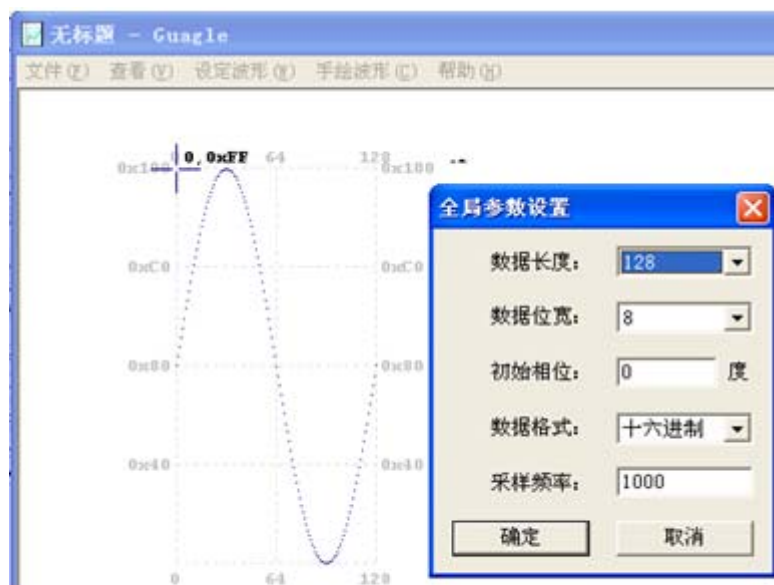 无标题 - Guagle
文件(F) 查看(V) 设定波形(W) 手绘波形(C) 帮助(H)
0 0,0xFF 64 128
0x100 0x100
0xC0 0xC0
0x80 0x80
0x40 0x40
0 64 128
全局参数设置
数据长度: 128
数据位宽: 8
初始相位: 0 度
数据格式: 十六进制
采样频率: 1000
确定 取消